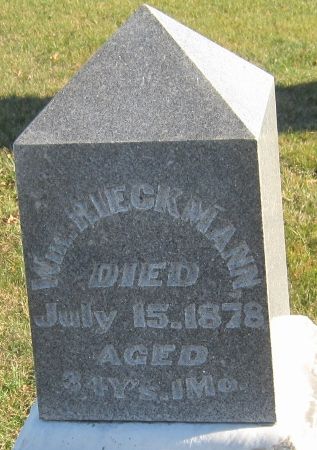 Wm. RIECKMANN
DIED
July 15. 1878
AGED
34Y's. 1Mo.